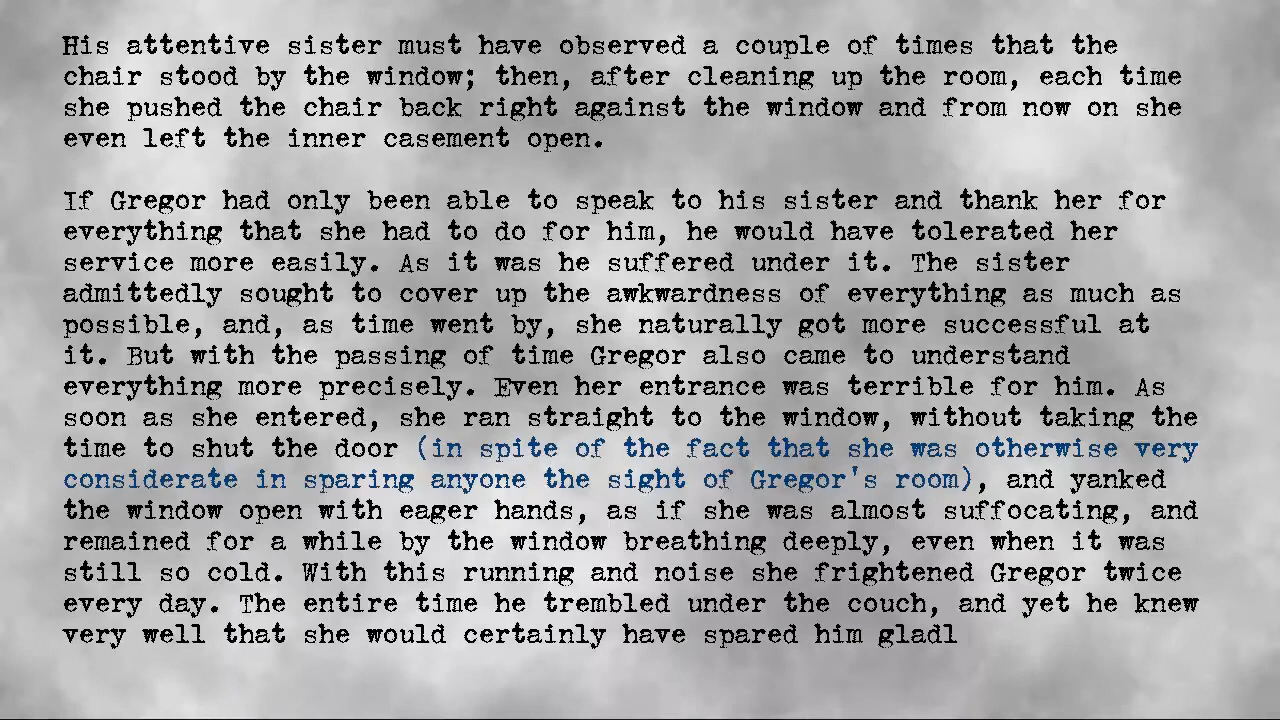 His attentive sister must have observed a couple of times that the
chair stood by the window; then, after cleaning up the room, each time
she pushed the chair back right against the window and from now on she
even left the inner casement open.

If Gregor had only been able to speak to his sister and thank her for
everything that she had to do for him, he would have tolerated her
service more easily. As it was he suffered under it. The sister
admittedly sought to cover up the awkwardness of everything as much as
possible, and, as time went by, she naturally got more successful at
it. But with the passing of time Gregor also came to understand
everything more precisely. Even her entrance was terrible for him. As
soon as she entered, she ran straight to the window, without taking the
time to shut the door (in spite of the fact that she was otherwise very
considerate in sparing anyone the sight of Gregor's room), and yanked
the window open with eager hands, as if she was almost suffocating, and
remained for a while by the window breathing deeply, even when it was
still so cold. With this running and noise she frightened Gregor twice
every day. The entire time he trembled under the couch, and yet he knew
very well that she would certainly have spared him gladl